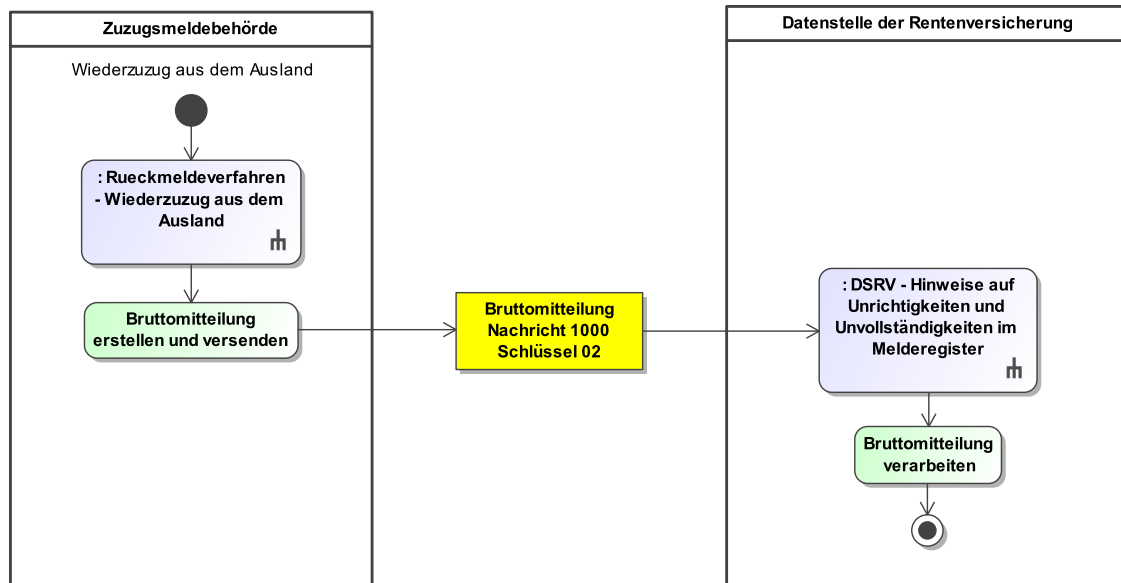 Zuzugsmeldebehörde
Wiederzuzug aus dem Ausland
: Rueckmeldeverfahren
- Wiederzuzug aus dem
Ausland
Bruttomitteilung
erstellen und versenden
Bruttomitteilung
Nachricht 1000
Schlüssel 02
Datenstelle der Rentenversicherung
: DSRV - Hinweise auf
Unrichtigkeiten und
Unvollständigkeiten im
Melderegister
Bruttomitteilung
verarbeiten